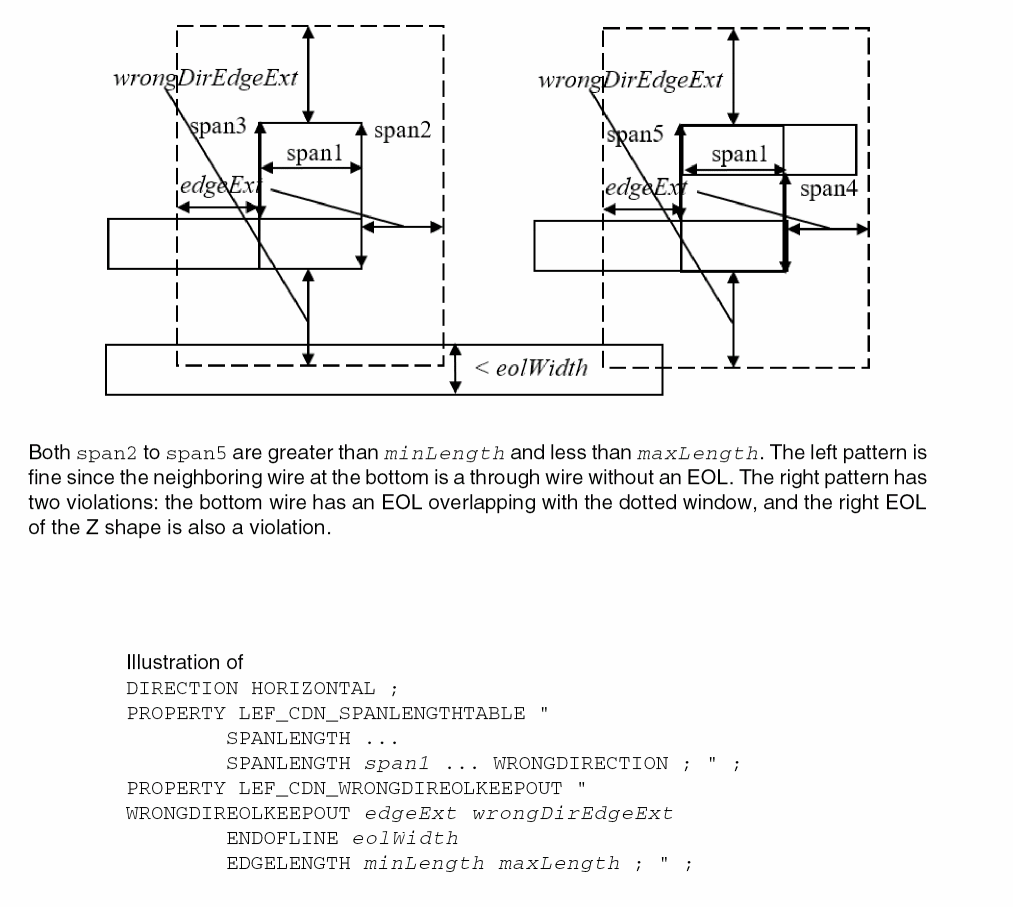 wrongDirEdgeExt
span3
span2
span1
edgeExt
< eolWidth
wrongDirEdgeExt
span5
span1
edgeExt
span4
Both span2 to span5 are greater than minLength and less than maxLength. The left pattern is
fine since the neighboring wire at the bottom is a through wire without an EOL. The right pattern has
two violations: the bottom wire has an EOL overlapping with the dotted window, and the right EOL
of the Z shape is also a violation.
Illustration of
DIRECTION HORIZONTAL ;
PROPERTY LEF_CDN_SPANLENGTHTABLE "
SPANLENGTH ...
SPANLENGTH span1 ... WRONGDIRECTION ; " ;
PROPERTY LEF_CDN_WRONGDIREOLKEEPOUT "
WRONGDIREOLKEEPOUT edgeExt wrongDirEdgeExt
ENDOFLINE eolWidth
EDGELENGTH minLength maxLength ; " ;